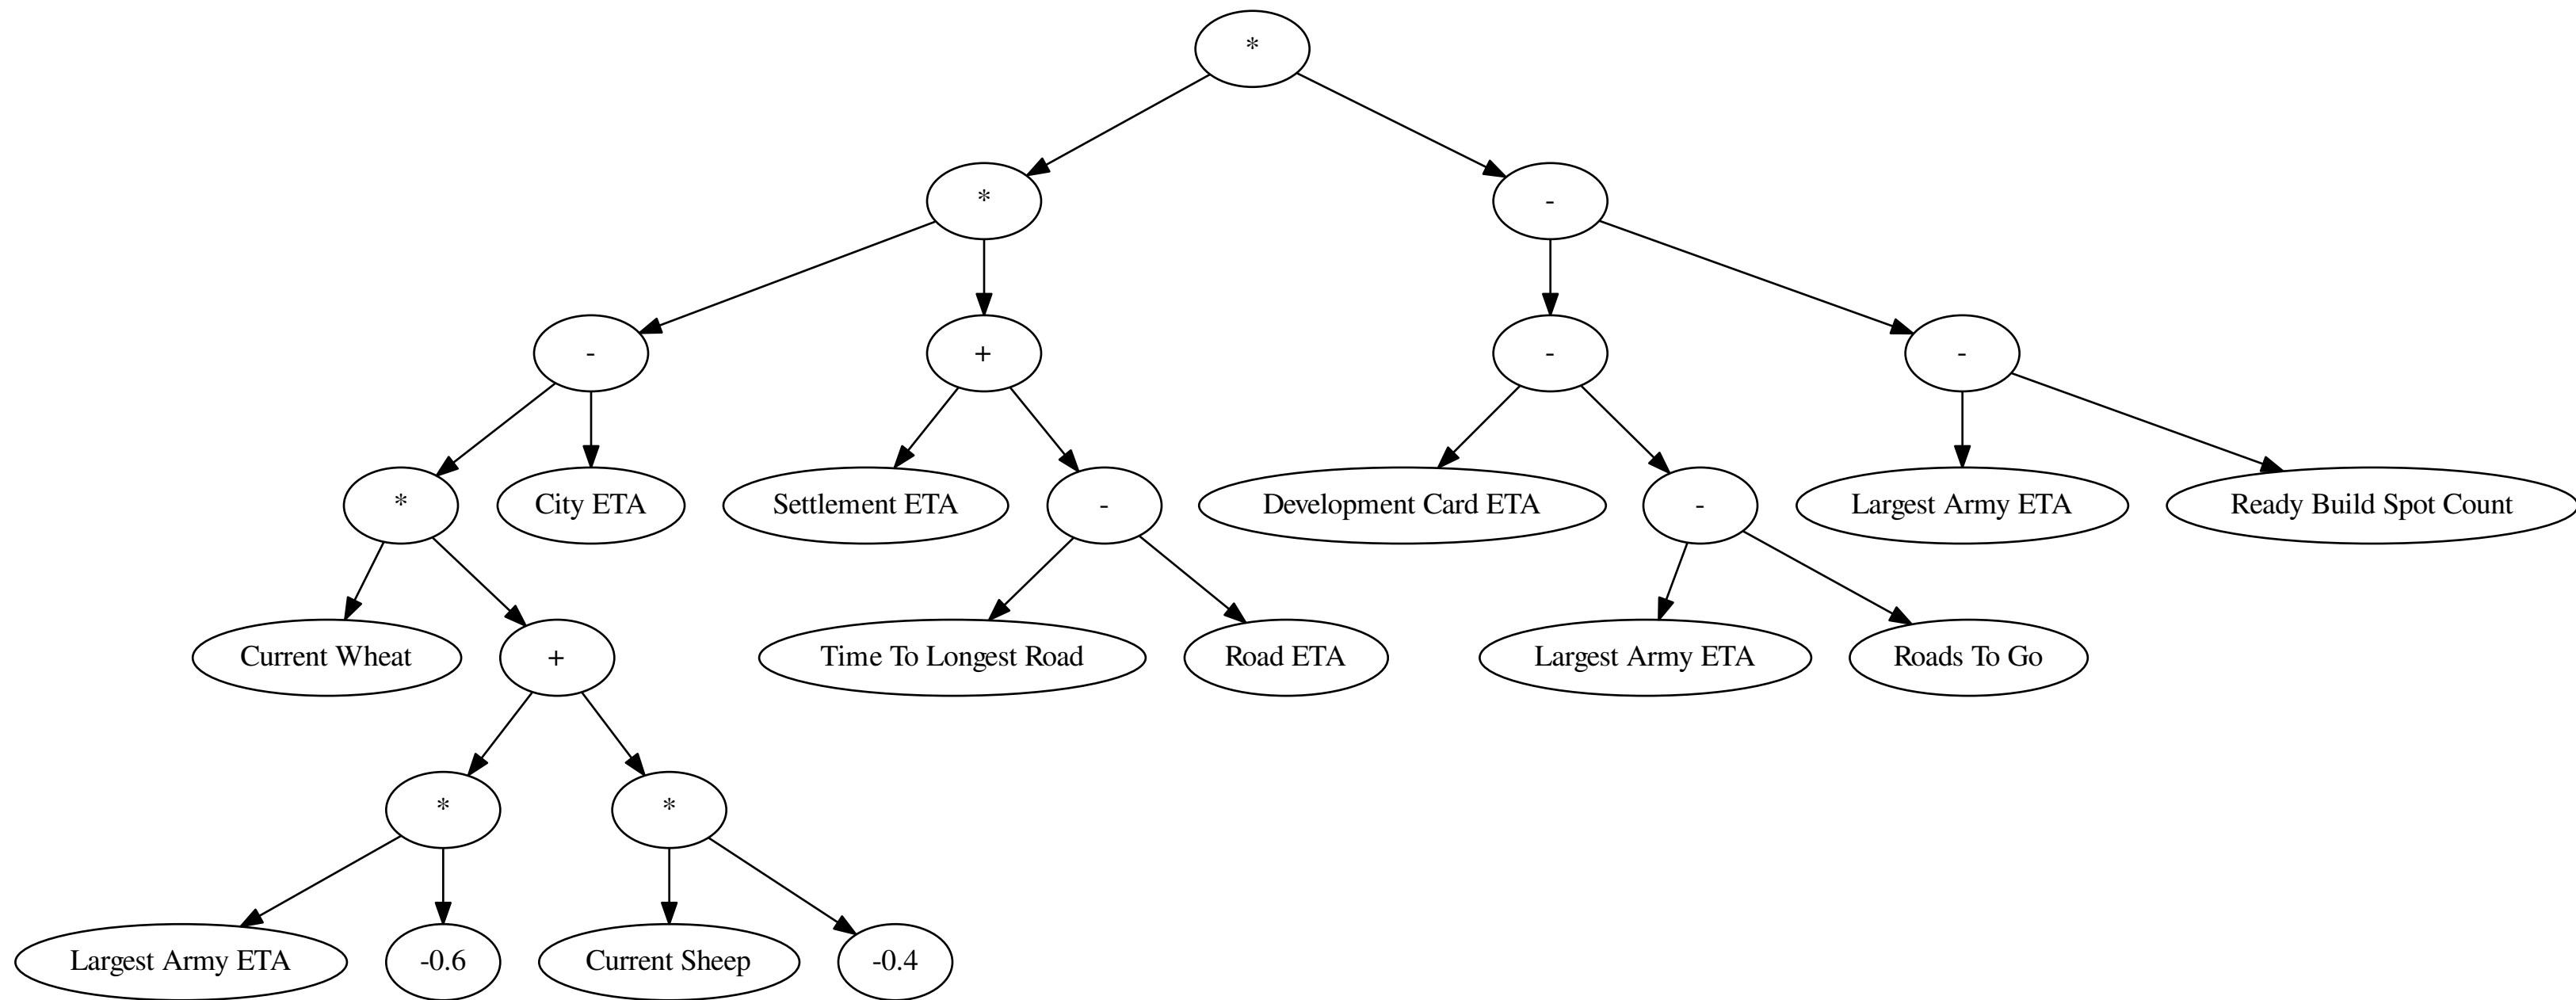 *
* -
- + - -
* City ETA Settlement ETA - Development Card ETA - Largest Army ETA Ready Build Spot Count
Current Wheat + Time To Longest Road Road ETA Largest Army ETA Roads To Go
* *
Largest Army ETA -0.6 Current Sheep -0.4